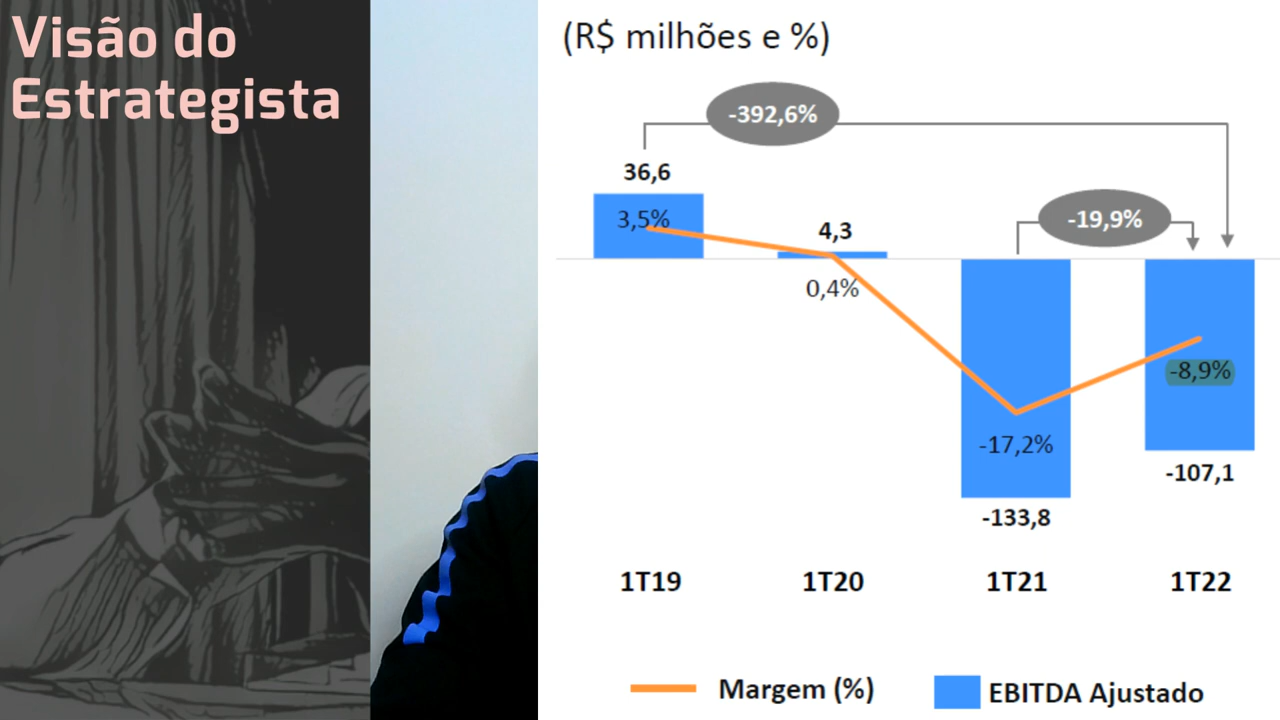 Visão do
Estrategista
(R$ milhões e %)
-392,6%
36,6
3,5%
4,3
0,4%
-19,9%
-17,2%
-133,8
-8,9%
-107,1
1T19
1T20
1T21
1T22
Margem (%)
EBITDA Ajustado